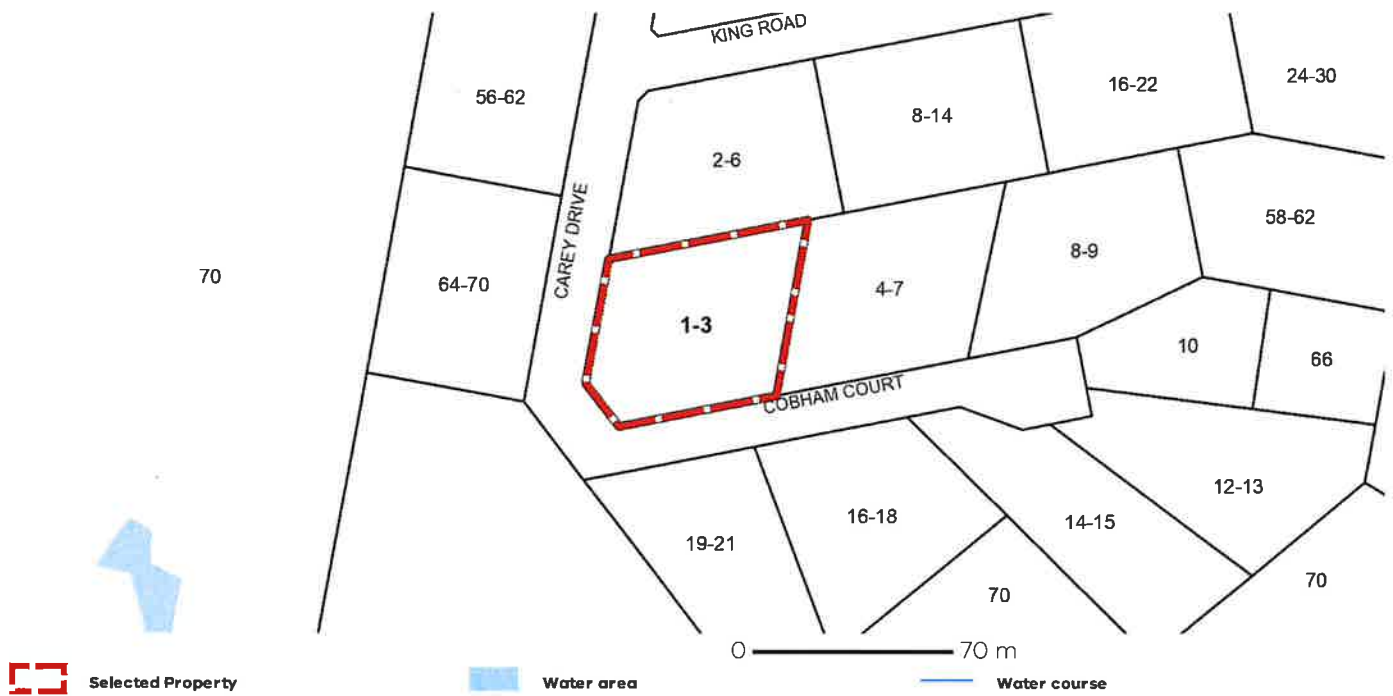 KING ROAD
56-62
16-22
24-30
8-14
2-6
CAREY DRIVE
58-62
8-9
70
64-70
4-7
1-3
10
66
COBHAM COURT
12-13
16-18
14-15
19-21
70
70
0 70 m
Selected Property
Water area
Water course